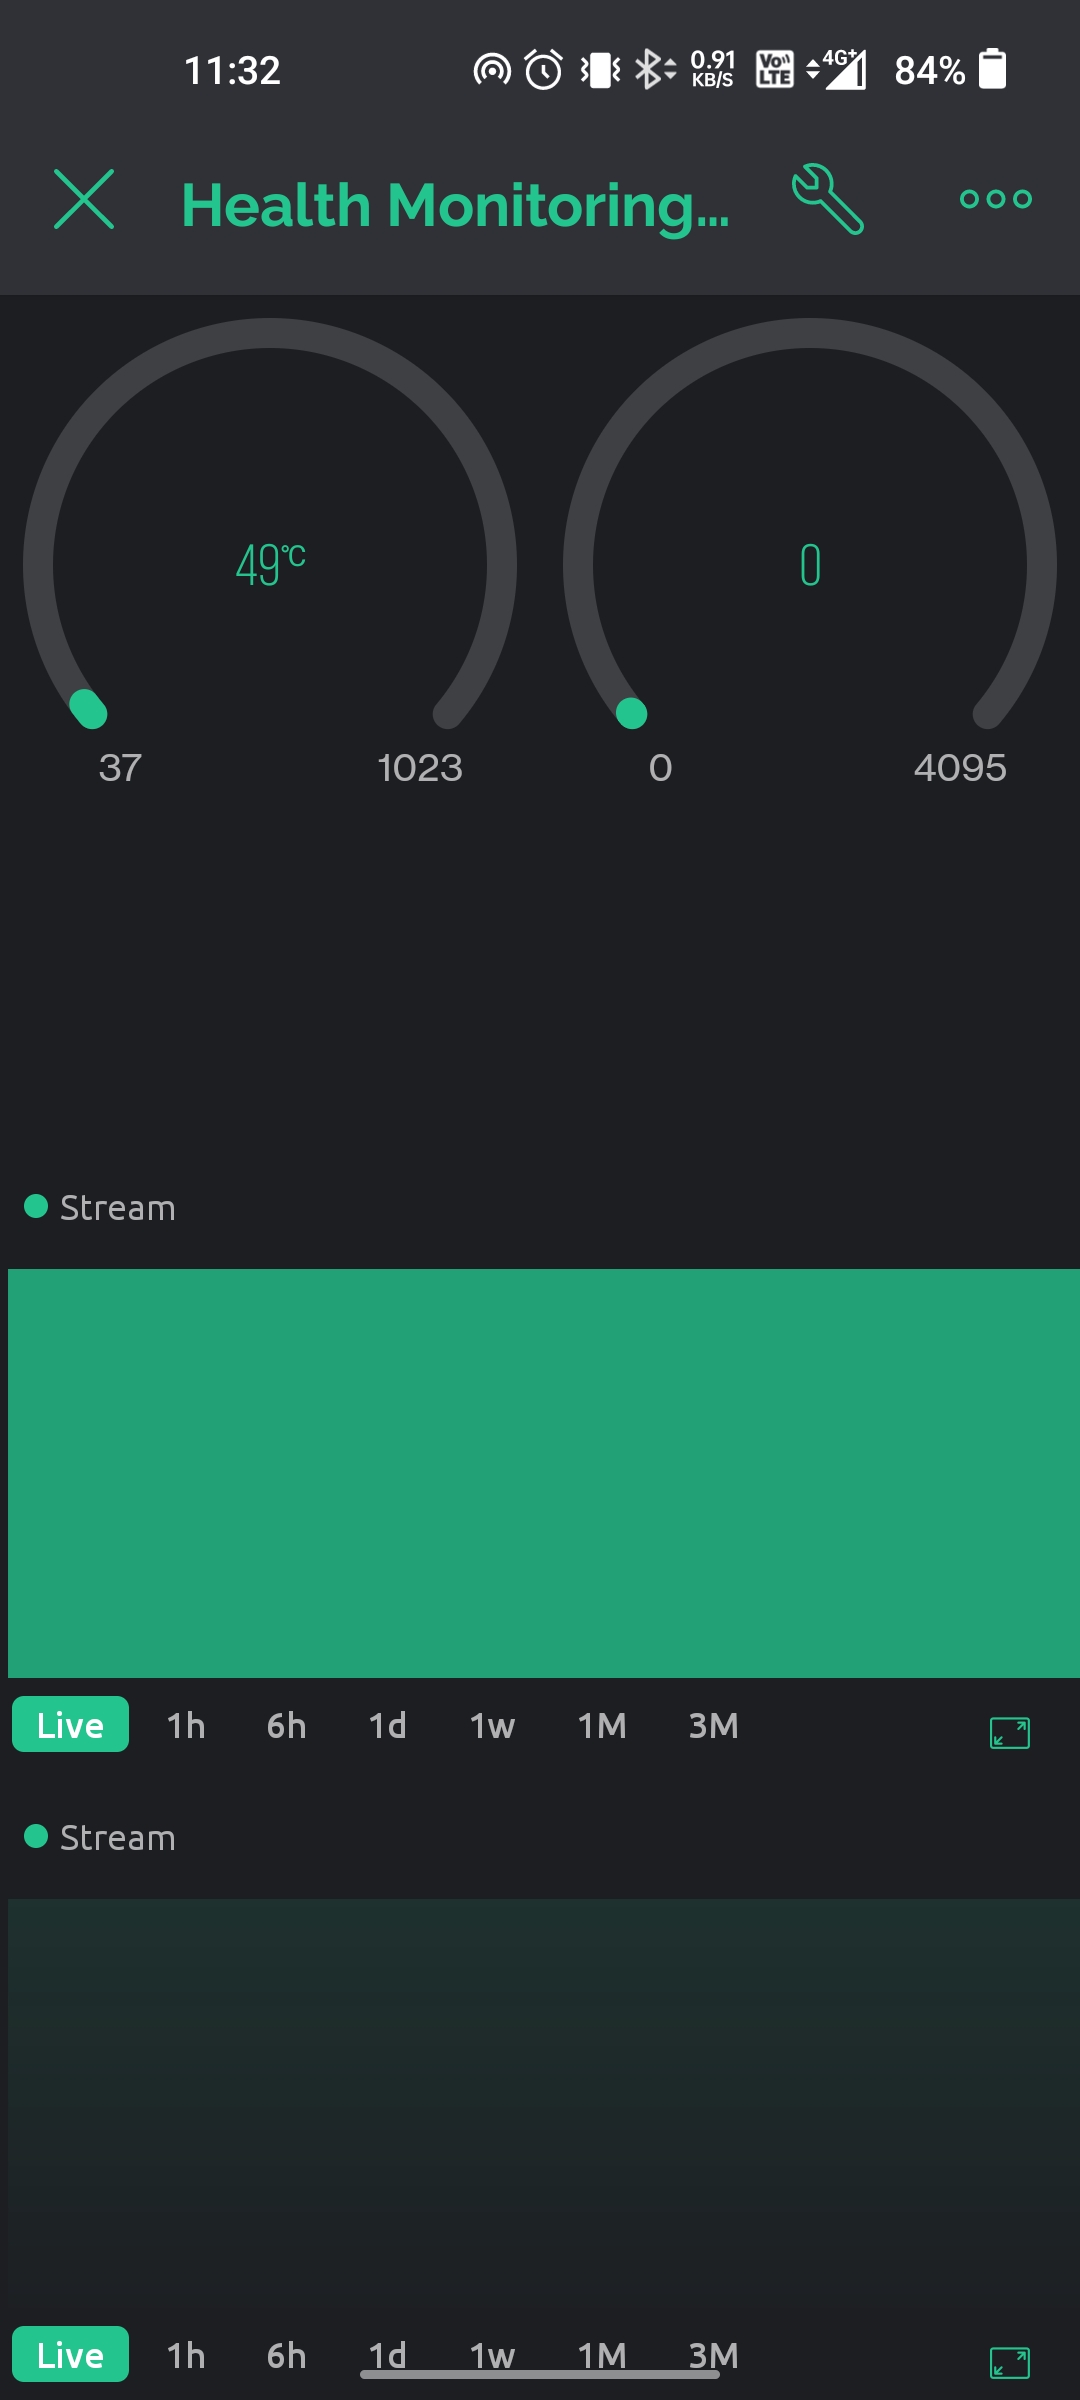 11:32 0.91 KB/S VoLTE 4G+ 84%
Health Monitoring...
49°C 0
37 1023 0 4095
Stream
Live 1h 6h 1d 1w 1M 3M
Stream
Live 1h 6h 1d 1w 1M 3M